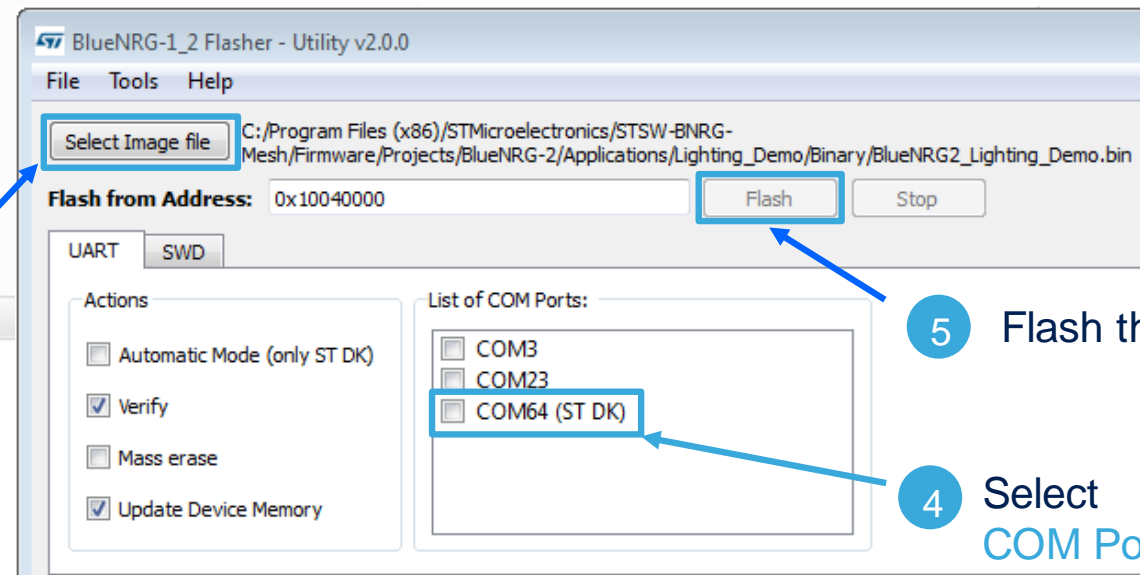 BlueNRG-1_2 Flasher - Utility v2.0.0
File Tools Help
Select Image file
C:/Program Files (x86)/STMicroelectronics/STSW-BNRG-
Mesh/Firmware/Projects/BlueNRG-2/Applications/Lighting_Demo/Binary/BlueNRG2_Lighting_Demo.bin
Flash from Address: 0x10040000 Flash Stop
UART SWD
Actions
Automatic Mode (only ST DK)
Verify
Mass erase
Update Device Memory
List of COM Ports:
COM3
COM23
COM64 (ST DK)
5 Flash
4 Select
COM